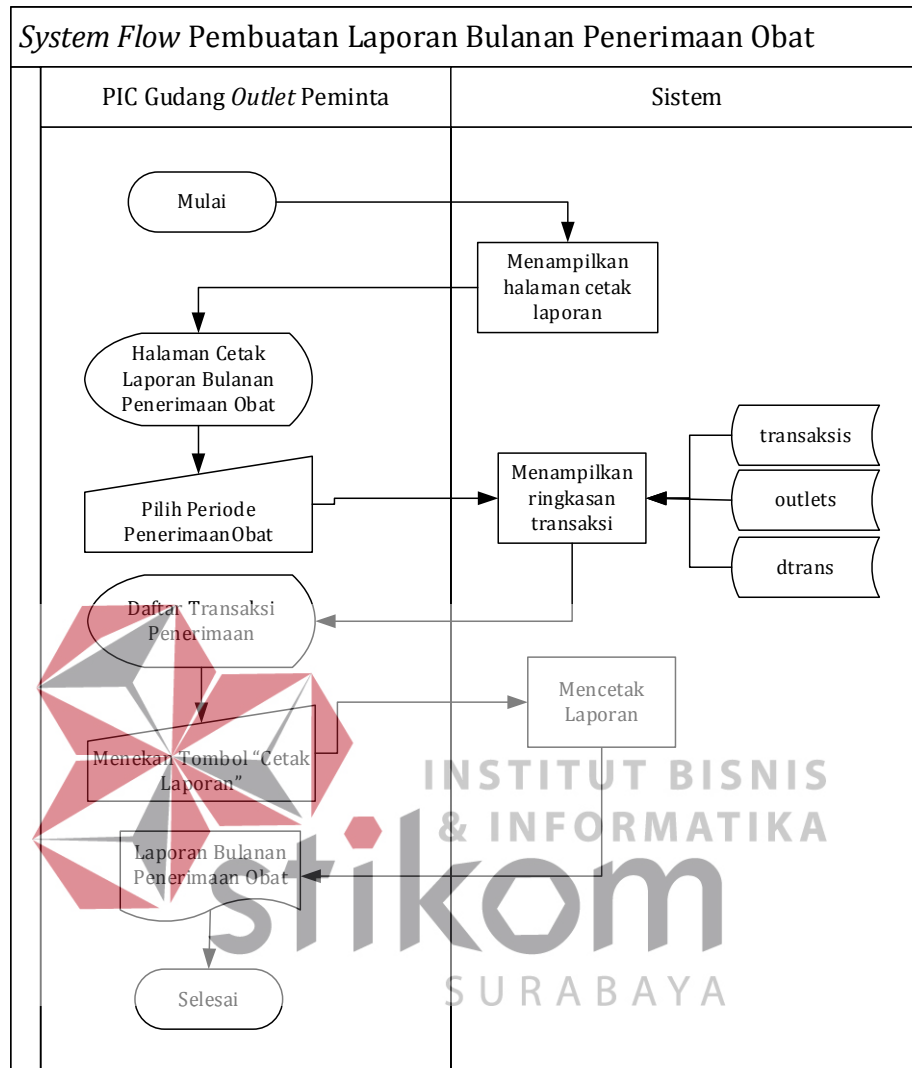 System Flow Pembuatan Laporan Bulanan Penerimaan Obat
PIC Gudang Outlet Peminta
Sistem
Mulai
Menampilkan
halaman cetak
laporan
Halaman Cetak
Laporan Bulanan
Penerimaan Obat
Pilih Periode
PenerimaanObat
Menampilkan
ringkasan
transaksi
transaksis
outlets
dtrans
Daftar Transaksi
Penerimaan
Menekan Tombol “Cetak
Laporan”
Mencetak
Laporan
Laporan Bulanan
Penerimaan Obat
Selesai
INSTITUT BISNIS
& INFORMATIKA
stikom
SURABAYA